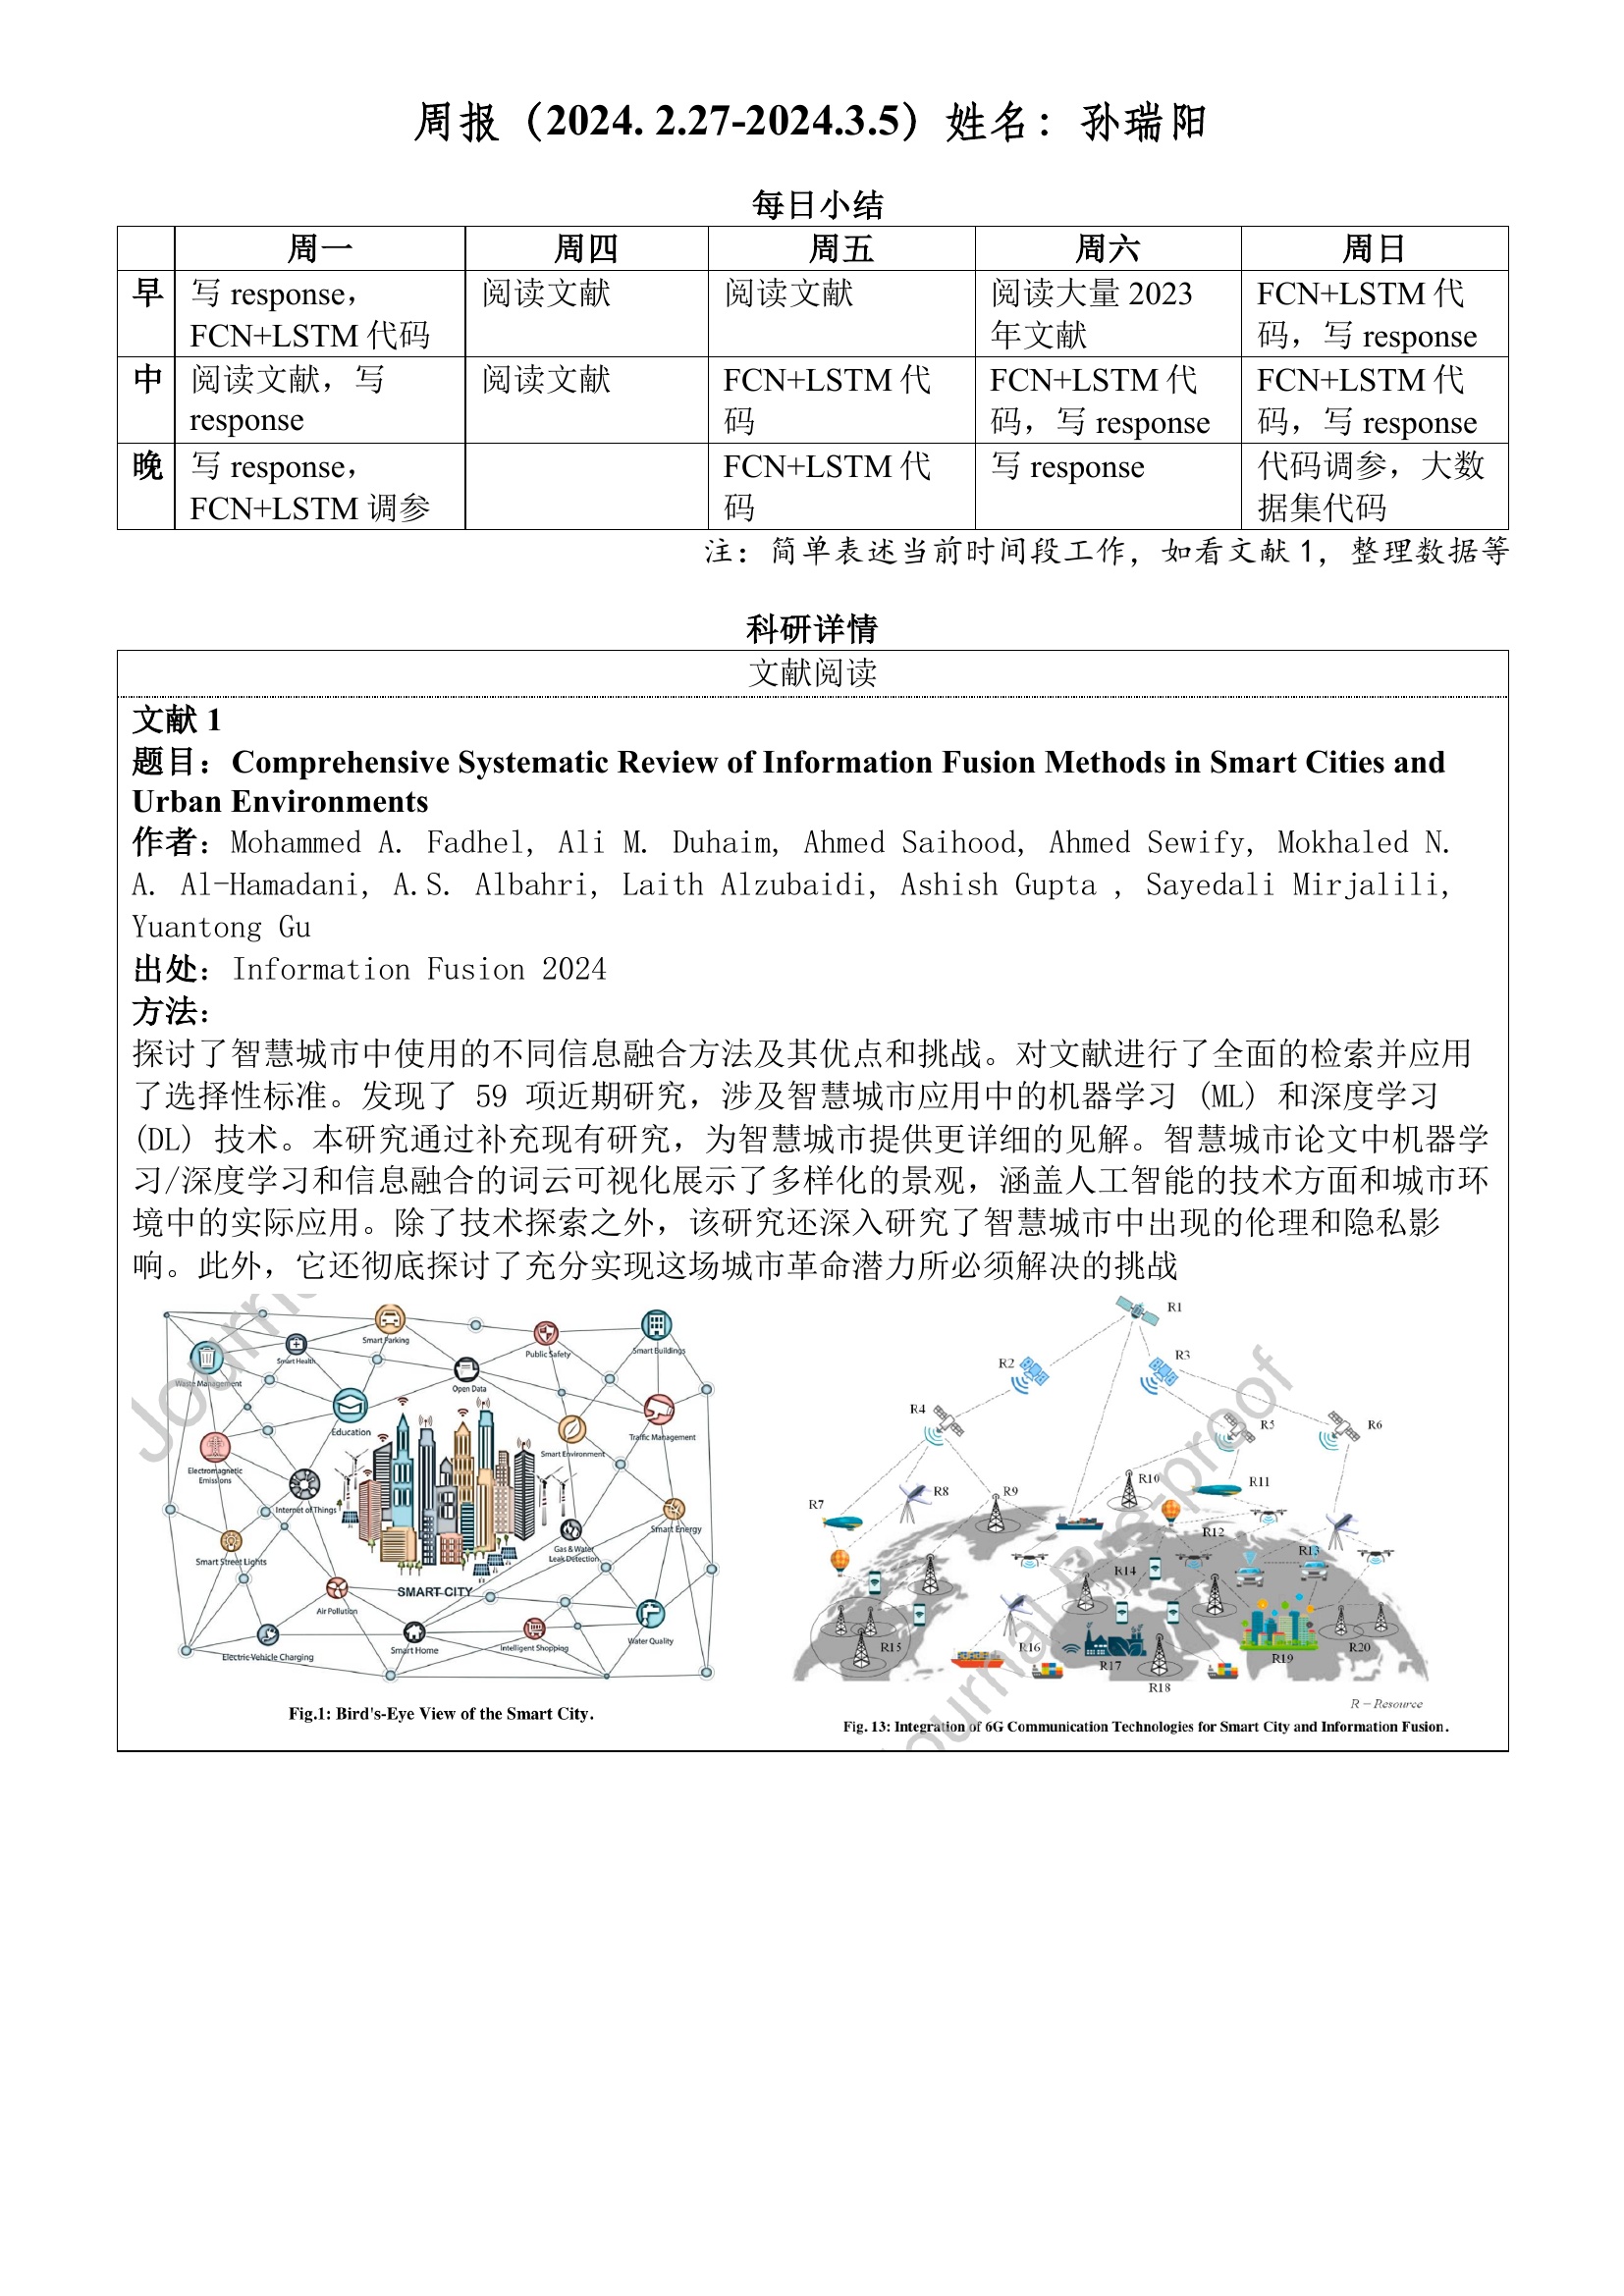 周报（2024. 2.27-2024.3.5）姓名：孙瑞阳
每日小结
周一 周四 周五 周六 周日
早 写 response， 阅读文献 阅读文献 阅读大量 2023 FCN+LSTM 代
FCN+LSTM 代码 年文献 码，写 response
中 阅读文献，写 阅读文献 FCN+LSTM 代 FCN+LSTM 代 FCN+LSTM 代
response 码 码，写 response 码，写 response
晚 写 response， FCN+LSTM 代 写 response 代码调参，大数
FCN+LSTM 调参 码 据集代码
注：简单表述当前时间段工作，如看文献 1，整理数据等
科研详情
文献阅读
文献 1
题目：Comprehensive Systematic Review of Information Fusion Methods in Smart Cities and
Urban Environments
作者：Mohammed A. Fadhel, Ali M. Duhaim, Ahmed Saihood, Ahmed Sewify, Mokhaled N.
A. Al-Hamadani, A.S. Albahri, Laith Alzubaidi, Ashish Gupta , Sayedali Mirjalili,
Yuantong Gu
出处：Information Fusion 2024
方法：
探讨了智慧城市中使用的不同信息融合方法及其优点和挑战。对文献进行了全面的检索并应用
了选择性标准。发现了 59 项近期研究，涉及智慧城市应用中的机器学习 (ML) 和深度学习
(DL) 技术。本研究通过补充现有研究，为智慧城市提供更详细的见解。智慧城市论文中机器学
习/深度学习和信息融合的词云可视化展示了多样化的景观，涵盖人工智能的技术方面和城市环
境中的实际应用。除了技术探索之外，该研究还深入研究了智慧城市中出现的伦理和隐私影
响。此外，它还彻底探讨了充分实现这场城市革命潜力所必须解决的挑战
Smart Parking
Public Safety
Smart Buildings
Smart Health
Waste Management
Open Data
Education
Traffic Management
Smart Environment
Electromagnetic
Emissions
Internet of Things
Smart Energy
Gas & Water
Leak Detection
Smart Street Lights
SMART CITY
Air Pollution
Water Quality
Smart Home
Intelligent Shopping
Electric Vehicle Charging
Fig.1: Bird's-Eye View of the Smart City.
R1
R2
R3
R4
R5
R6
R7
R8
R9
R10
R11
R12
R13
R14
R15
R16
R17
R18
R19
R20
R – Resource
Journal Pre-proof
Fig. 13: Integration of 6G Communication Technologies for Smart City and Information Fusion.